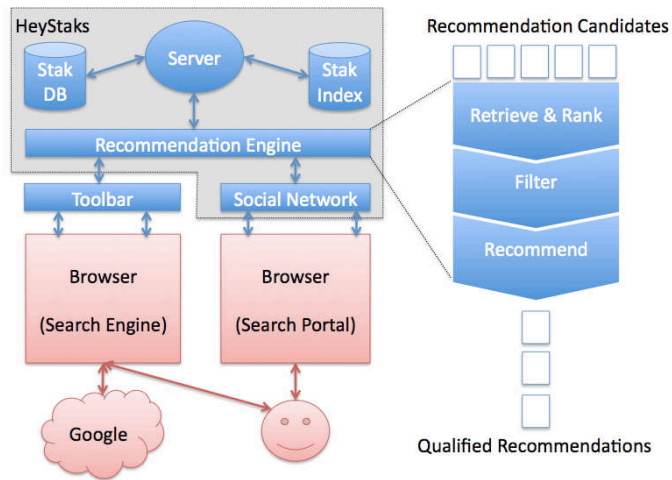 HeyStaks
Stak
DB
Server
Stak
Index
Recommendation Engine
Toolbar
Social Network
Browser
(Search Engine)
Browser
(Search Portal)
Google
Recommendation Candidates
Retrieve & Rank
Filter
Recommend
Qualified Recommendations